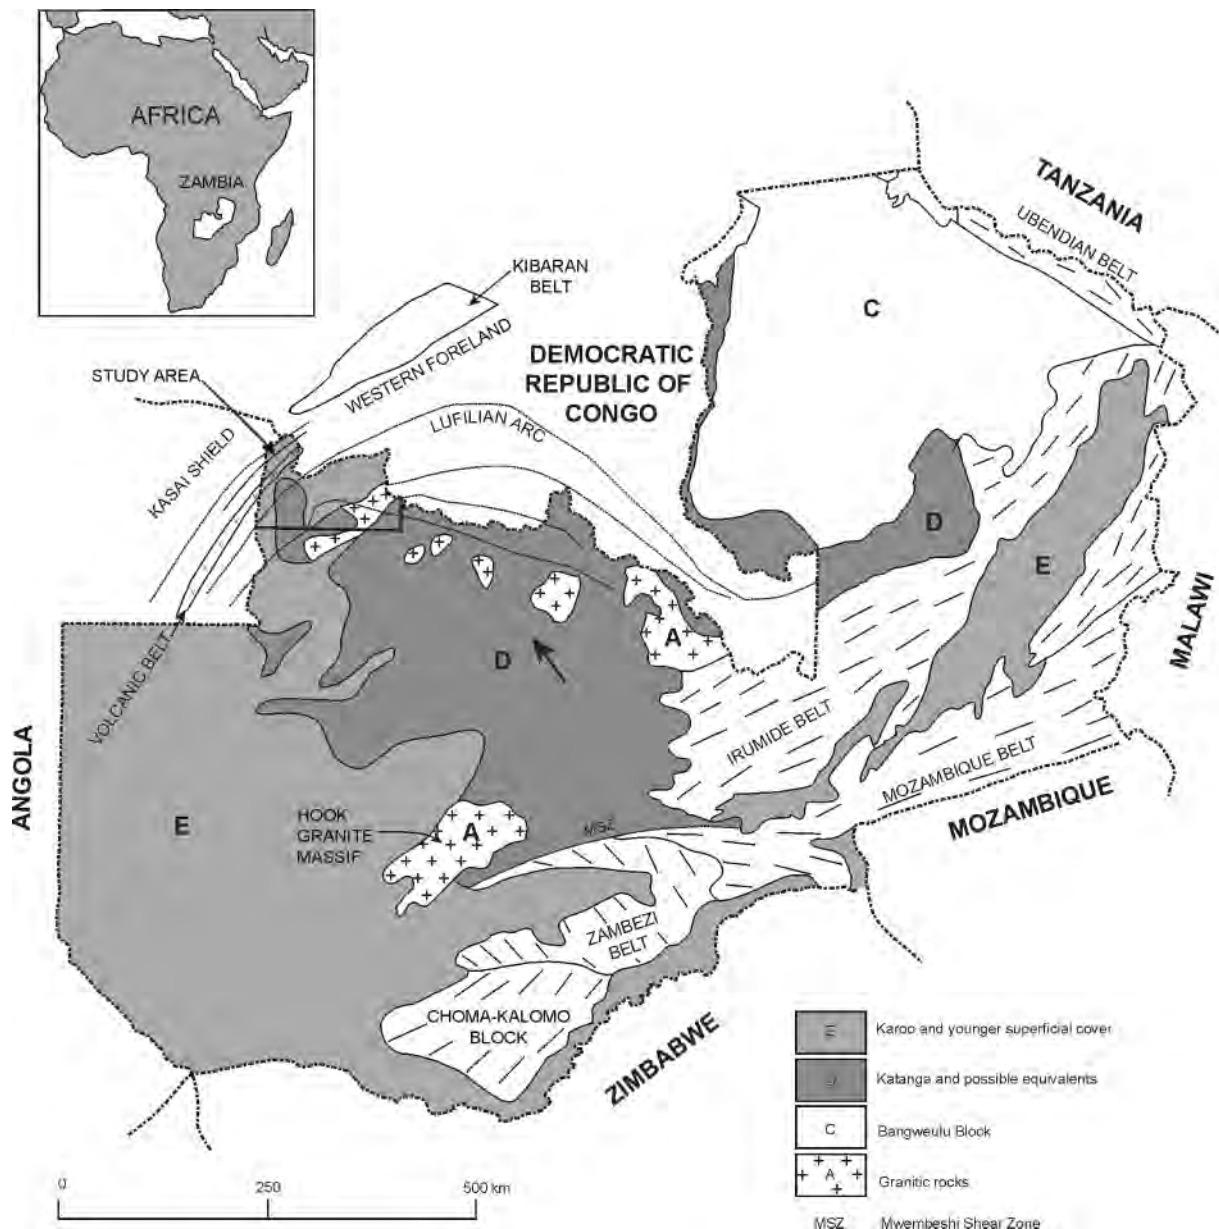 AFRICA
ZAMBIA
TANZANIA
UBENDIAN BELT
KIBARAN
BELT
C
WESTERN FORELAND
DEMOCRATIC
REPUBLIC OF
CONGO
STUDY AREA
LUFILIAN ARC
KASAI SHIELD
D
E
MALAWI
A
D
VOLCANIC BELT
IRUMIDE BELT
MOZAMBIQUE BELT
MOZAMBIQUE
ANGOLA
E
HOOK
GRANITE
MASSIF
A
MSZ
ZAMBEZI
BELT
CHOMA-KALOMO
BLOCK
ZIMBABWE
E Karoo and younger superficial cover
D Katanga and possible equivalents
C Bangweulu Block
A Granitic rocks
MSZ Mwembeshi Shear Zone
0 250 500 km